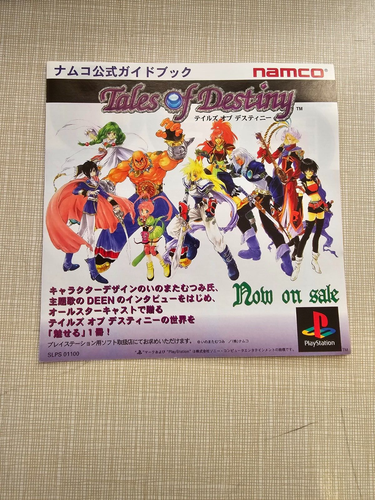 ナムコ公式ガイドブック
namco®
Tales of Destiny™
テイルズ オブ デスティニー
キャラクターデザインのいのまたむつみ氏、
主題歌のDEENのインタビューをはじめ、
オールスターキャストで贈る
テイルズ オブ デスティニーの世界を
「魅せる」1冊!
Now on sale
プレイステーション用ソフト取扱店にてお求めいただけます。
SLPS 01100
PlayStation